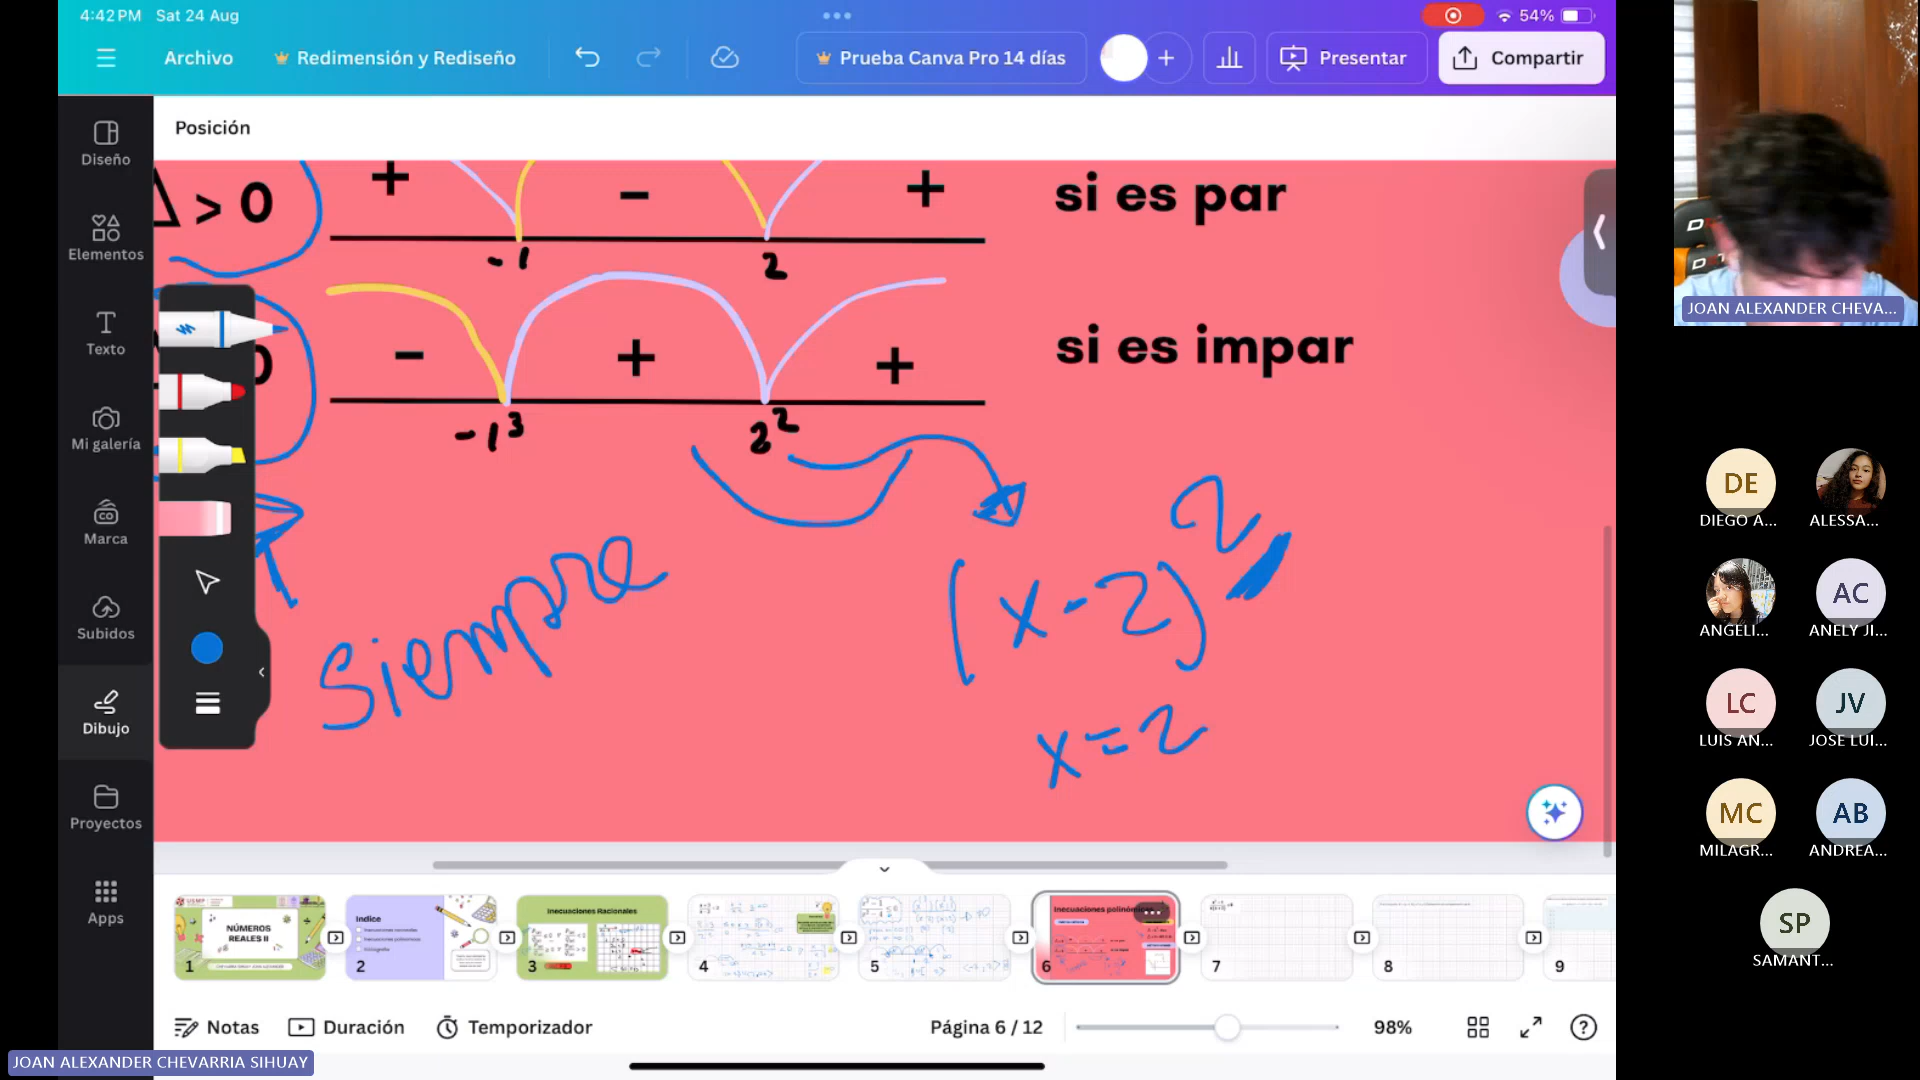 4:42 PM Sat 24 Aug
54%
Archivo
Redimensión y Rediseño
Prueba Canva Pro 14 días
Presentar
Compartir
Posición
Diseño
Elementos
Texto
Mi galería
Marca
Subidos
Dibujo
Proyectos
Apps
Δ > 0
+ - +
si es par
-1 2
0
- + +
si es impar
-1³ 2²
Siempre
(x-2)²
x=2
NÚMEROS
REALES II
1
Indice
2
Inecuaciones Racionales
3
4
5
6
7
8
9
Notas
Duración
Temporizador
Página 6 / 12
98%
JOAN ALEXANDER CHEVARRIA SIHUAY
JOAN ALEXANDER CHEVA...
DE
DIEGO A...
ALESSA...
ANGELI...
AC
ANELY JI...
LC
LUIS AN...
JV
JOSE LUI...
MC
MILAGR...
AB
ANDREA...
SP
SAMANT...